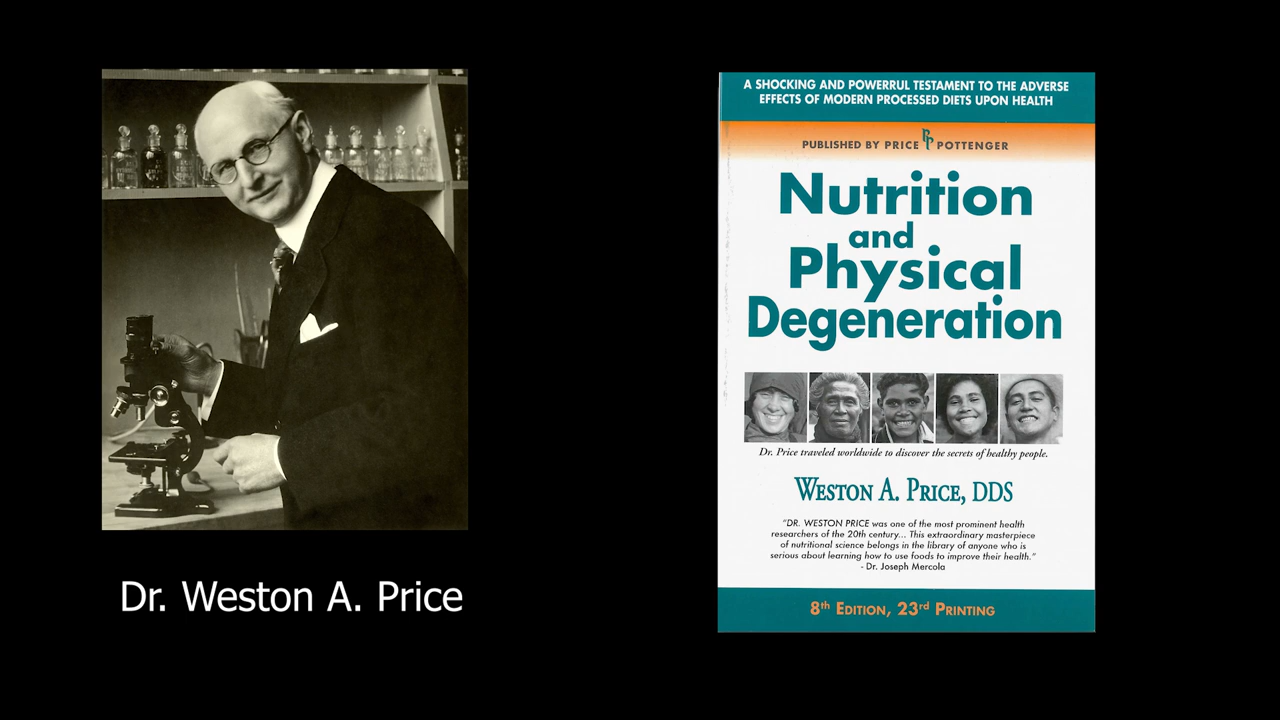 Dr. Weston A. Price
A SHOCKING AND POWERRUL TESTAMENT TO THE ADVERSE
EFFECTS OF MODERN PROCESSED DIETS UPON HEALTH
PUBLISHED BY PRICE PP POTTENGER
Nutrition
and
Physical
Degeneration
Dr. Price traveled worldwide to discover the secrets of healthy people.
WESTON A. PRICE, DDS
"DR. WESTON PRICE was one of the most prominent health
researchers of the 20th century... This extraordinary masterpiece
of nutritional science belongs in the library of anyone who is
serious about learning how to use foods to improve their health."
- Dr. Joseph Mercola
8th EDITION, 23rd PRINTING